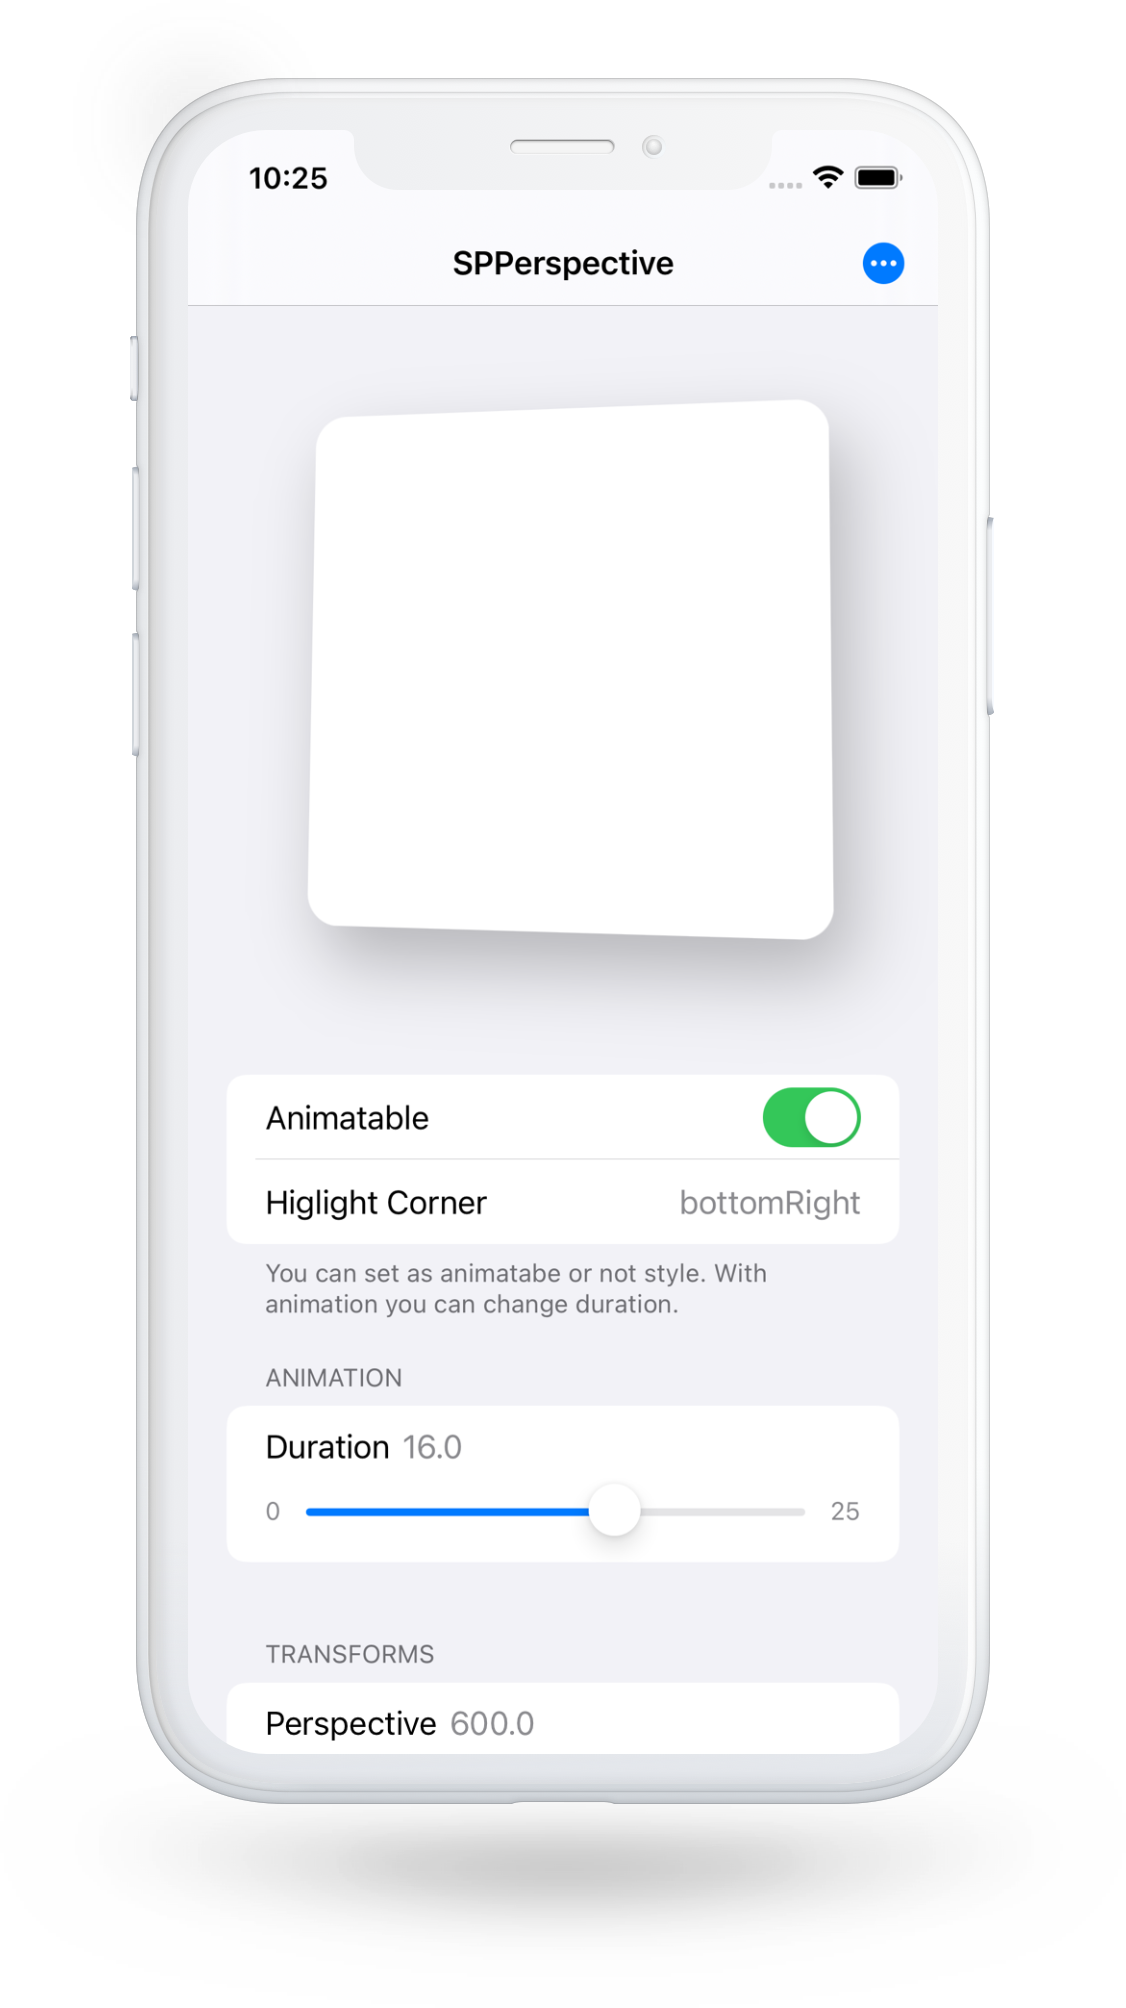 10:25
SPPerspective
Animatable
Higlight Corner bottomRight
You can set as animatabe or not style. With
animation you can change duration.
ANIMATION
Duration 16.0
0 25
TRANSFORMS
Perspective 600.0